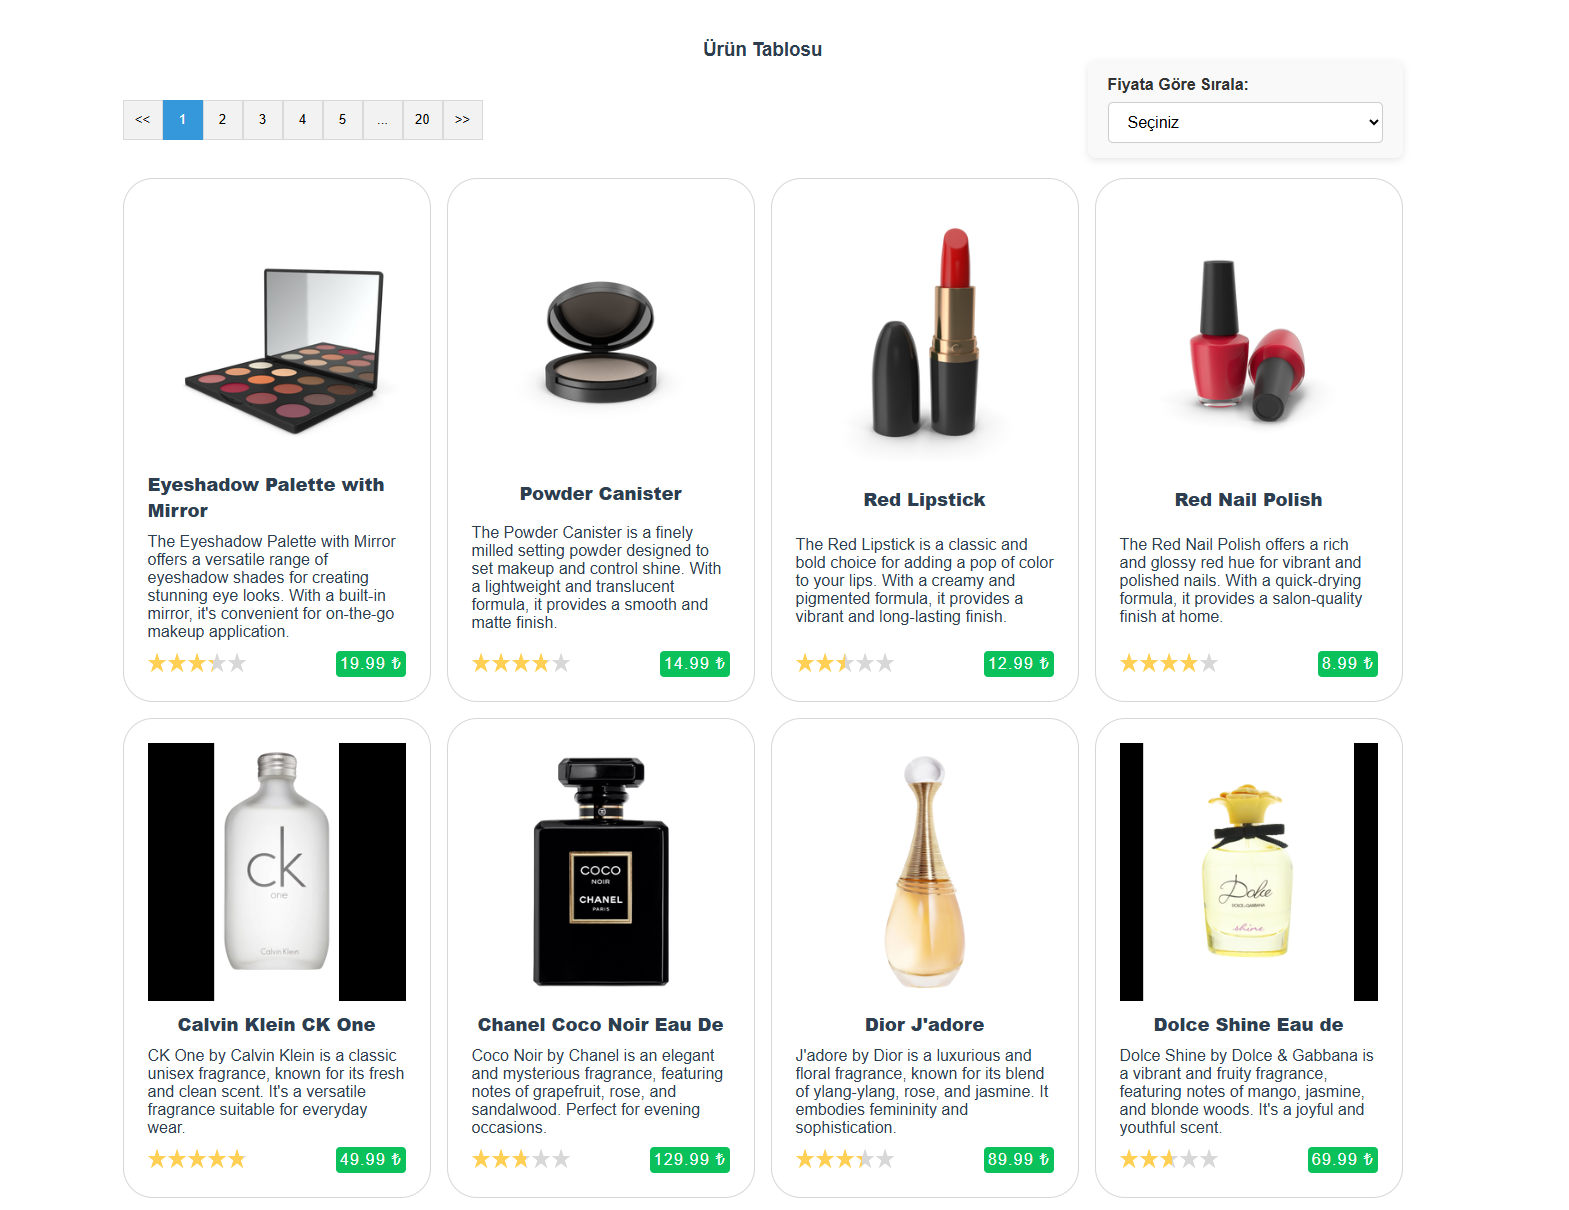 Ürün Tablosu
Fiyata Göre Sırala:
Seçiniz
<< 1 2 3 4 5 ... 20 >>
Eyeshadow Palette with
Mirror
The Eyeshadow Palette with Mirror
offers a versatile range of
eyeshadow shades for creating
stunning eye looks. With a built-in
mirror, it's convenient for on-the-go
makeup application.
19.99 ₺
Powder Canister
The Powder Canister is a finely
milled setting powder designed to
set makeup and control shine. With
a lightweight and translucent
formula, it provides a smooth and
matte finish.
14.99 ₺
Red Lipstick
The Red Lipstick is a classic and
bold choice for adding a pop of color
to your lips. With a creamy and
pigmented formula, it provides a
vibrant and long-lasting finish.
12.99 ₺
Red Nail Polish
The Red Nail Polish offers a rich
and glossy red hue for vibrant and
polished nails. With a quick-drying
formula, it provides a salon-quality
finish at home.
8.99 ₺
ck
one
Calvin Klein
Calvin Klein CK One
CK One by Calvin Klein is a classic
unisex fragrance, known for its fresh
and clean scent. It's a versatile
fragrance suitable for everyday
wear.
49.99 ₺
COCO
NOIR
CHANEL
PARIS
Chanel Coco Noir Eau De
Coco Noir by Chanel is an elegant
and mysterious fragrance, featuring
notes of grapefruit, rose, and
sandalwood. Perfect for evening
occasions.
129.99 ₺
Dior J'adore
J'adore by Dior is a luxurious and
floral fragrance, known for its blend
of ylang-ylang, rose, and jasmine. It
embodies femininity and
sophistication.
89.99 ₺
Dolce
DOLCE & GABBANA
shine
Dolce Shine Eau de
Dolce Shine by Dolce & Gabbana is
a vibrant and fruity fragrance,
featuring notes of mango, jasmine,
and blonde woods. It's a joyful and
youthful scent.
69.99 ₺